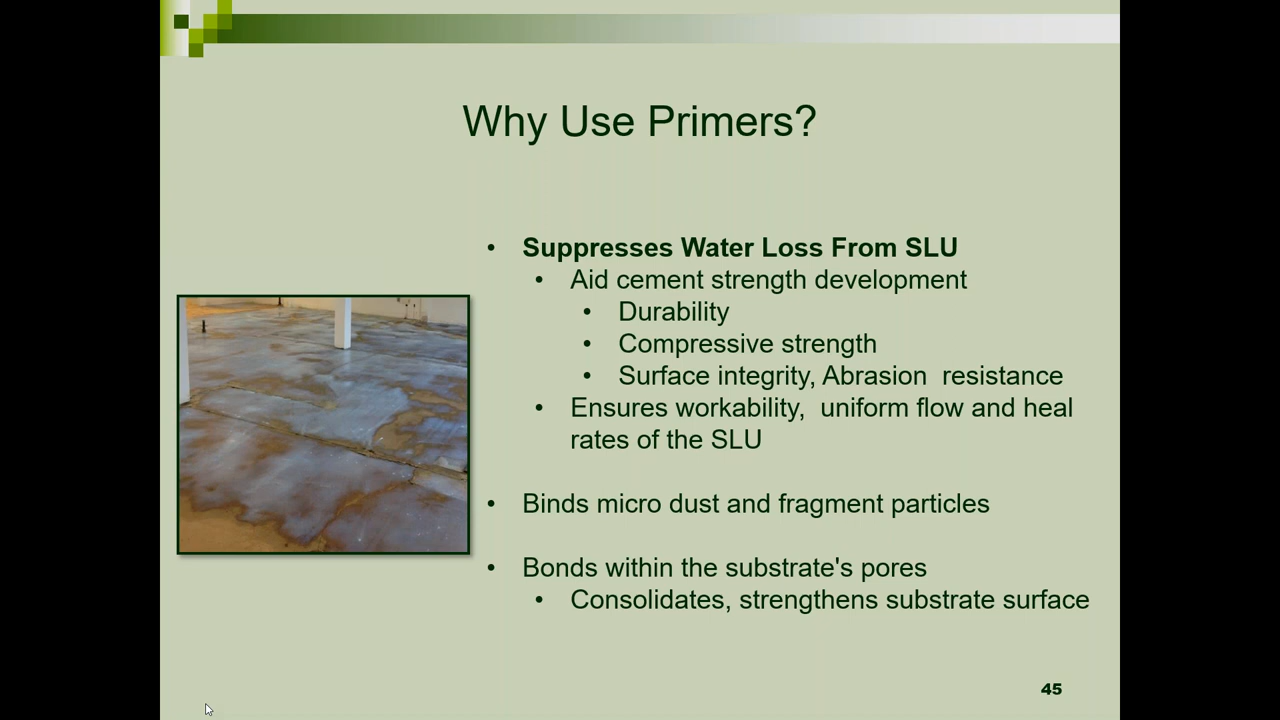 Why Use Primers?
• Suppresses Water Loss From SLU
• Aid cement strength development
• Durability
• Compressive strength
• Surface integrity, Abrasion  resistance
• Ensures workability,  uniform flow and heal
rates of the SLU
• Binds micro dust and fragment particles
• Bonds within the substrate's pores
• Consolidates, strengthens substrate surface
45